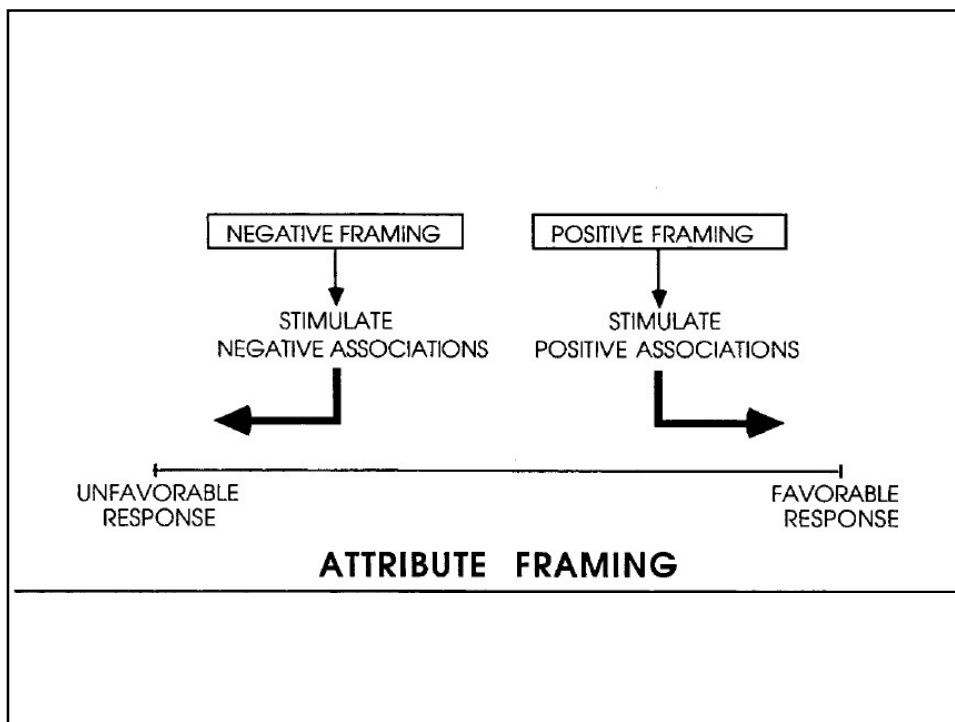 NEGATIVE FRAMING
POSITIVE FRAMING
STIMULATE
NEGATIVE ASSOCIATIONS
STIMULATE
POSITIVE ASSOCIATIONS
UNFAVORABLE
RESPONSE
FAVORABLE
RESPONSE
ATTRIBUTE FRAMING